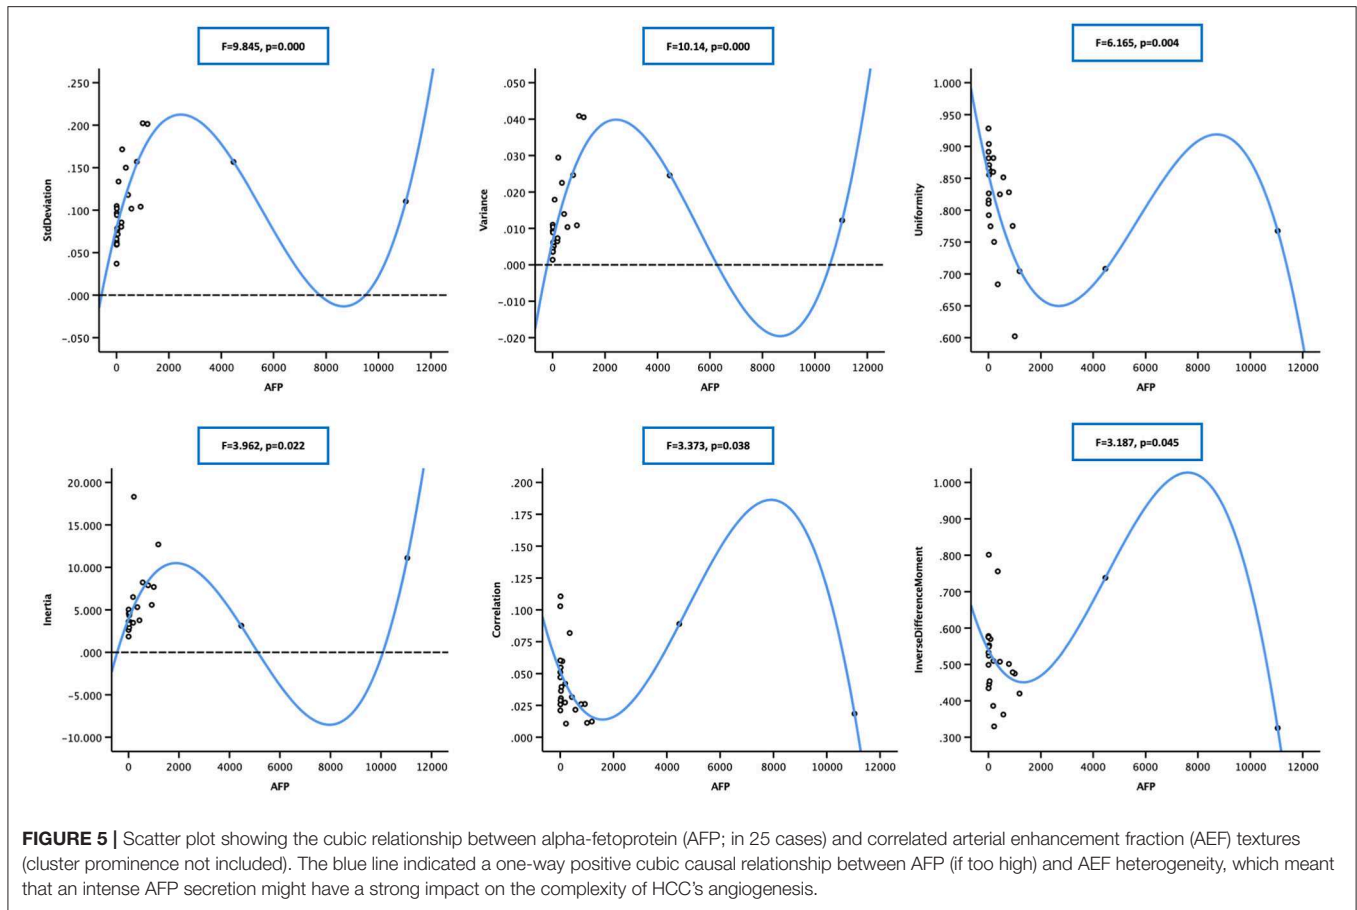 F=9.845, p=0.000
StdDeviation
.250
.200
.150
.100
.050
.000
-.050
0 2000 4000 6000 8000 10000 12000
AFP
F=10.14, p=0.000
Variance
.050
.040
.030
.020
.010
.000
-.010
-.020
0 2000 4000 6000 8000 10000 12000
AFP
F=6.165, p=0.004
Uniformity
1.000
.950
.900
.850
.800
.750
.700
.650
.600
0 2000 4000 6000 8000 10000 12000
AFP
F=3.962, p=0.022
Inertia
20.000
15.000
10.000
5.000
.000
-5.000
-10.000
0 2000 4000 6000 8000 10000 12000
AFP
F=3.373, p=0.038
Correlation
.200
.175
.150
.125
.100
.075
.050
.025
.000
0 2000 4000 6000 8000 10000 12000
AFP
F=3.187, p=0.045
InverseDifferenceMoment
1.000
.900
.800
.700
.600
.500
.400
.300
0 2000 4000 6000 8000 10000 12000
AFP
FIGURE 5 | Scatter plot showing the cubic relationship between alpha-fetoprotein (AFP; in 25 cases) and correlated arterial enhancement fraction (AEF) textures
(cluster prominence not included). The blue line indicated a one-way positive cubic causal relationship between AFP (if too high) and AEF heterogeneity, which meant
that an intense AFP secretion might have a strong impact on the complexity of HCC's angiogenesis.